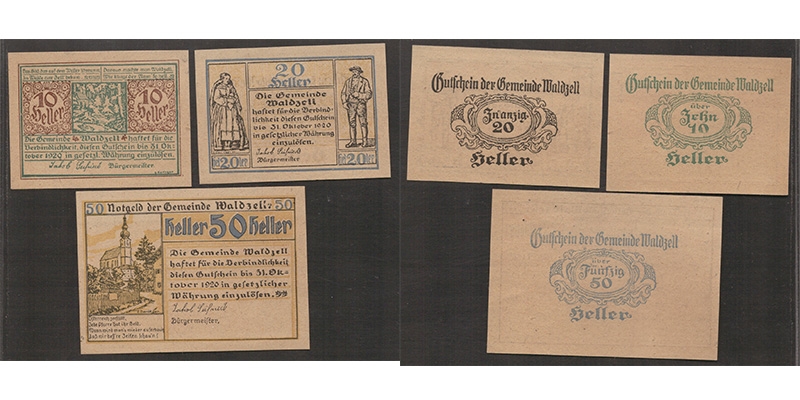 10
Heller
10
Heller
Die Gemeinde Waldzell haftet für die
Verbindlichkeit, diesen Gutschein bis 31. Ok-
tober 1920 in gesetzl. Währung einzulösen.
Bürgermeister
20
Heller
Die Gemeinde
Waldzell
haftet für die Verbind-
lichkeit diesen Gutschein
bis 31. Oktober 1920
in gesetzlicher Währung
einzulösen.
Bürgermeister
50 Notgeld der Gemeinde Waldzell 50
Heller 50 Heller
Die Gemeinde Waldzell
haftet für die Verbindlichkeit
diesen Gutschein bis 31. Ok-
tober 1920 in gesetzlicher
Währung einzulösen.
Bürgermeister.
Gutschein der Gemeinde Waldzell
Zwanzig
20
Heller
Gutschein der Gemeinde Waldzell
über
Zehn
10
Heller
Gutschein der Gemeinde Waldzell
über
Fünfzig
50
Heller